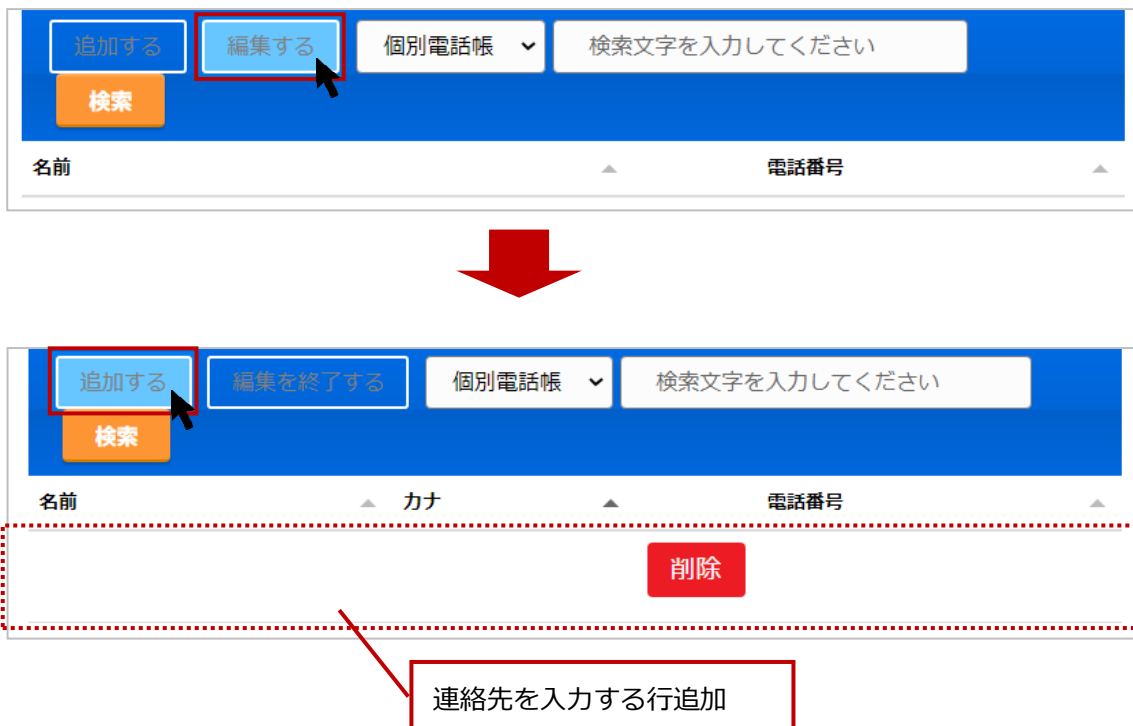 追加する 編集する 個別電話帳 検索文字を入力してください
検索
名前 電話番号
追加する 編集を終了する 個別電話帳 検索文字を入力してください
検索
名前 カナ 電話番号
削除
連絡先を入力する行追加